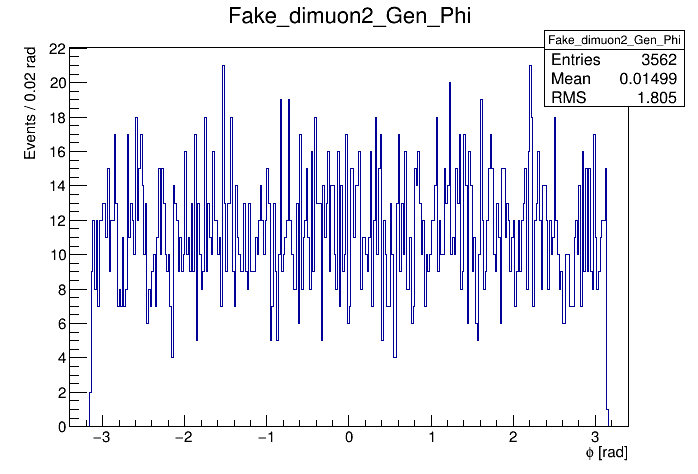 Fake_dimuon2_Gen_Phi
Fake_dimuon2_Gen_Phi
Entries 3562
Mean 0.01499
RMS 1.805
Events / 0.02 rad
22
20
18
16
14
12
10
8
6
4
2
0
−3 −2 −1 0 1 2 3
ϕ [rad]